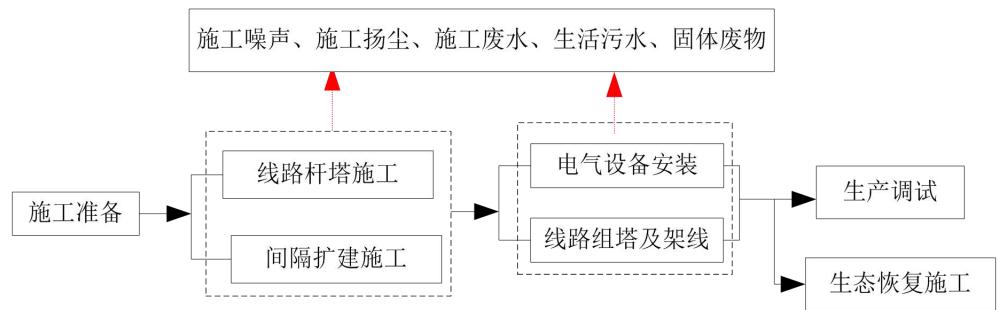 施工噪声、施工扬尘、施工废水、生活污水、固体废物
线路杆塔施工
电气设备安装
施工准备
生产调试
间隔扩建施工
线路组塔及架线
生态恢复施工